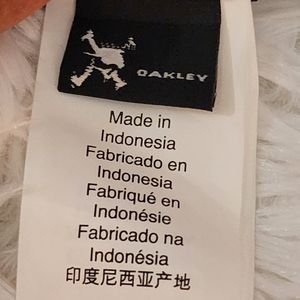 OAKLEY
Made in
Indonesia
Fabricado en
Indonesia
Fabriqué en
Indonésie
Fabricado na
Indonésia
印度尼西亚产地